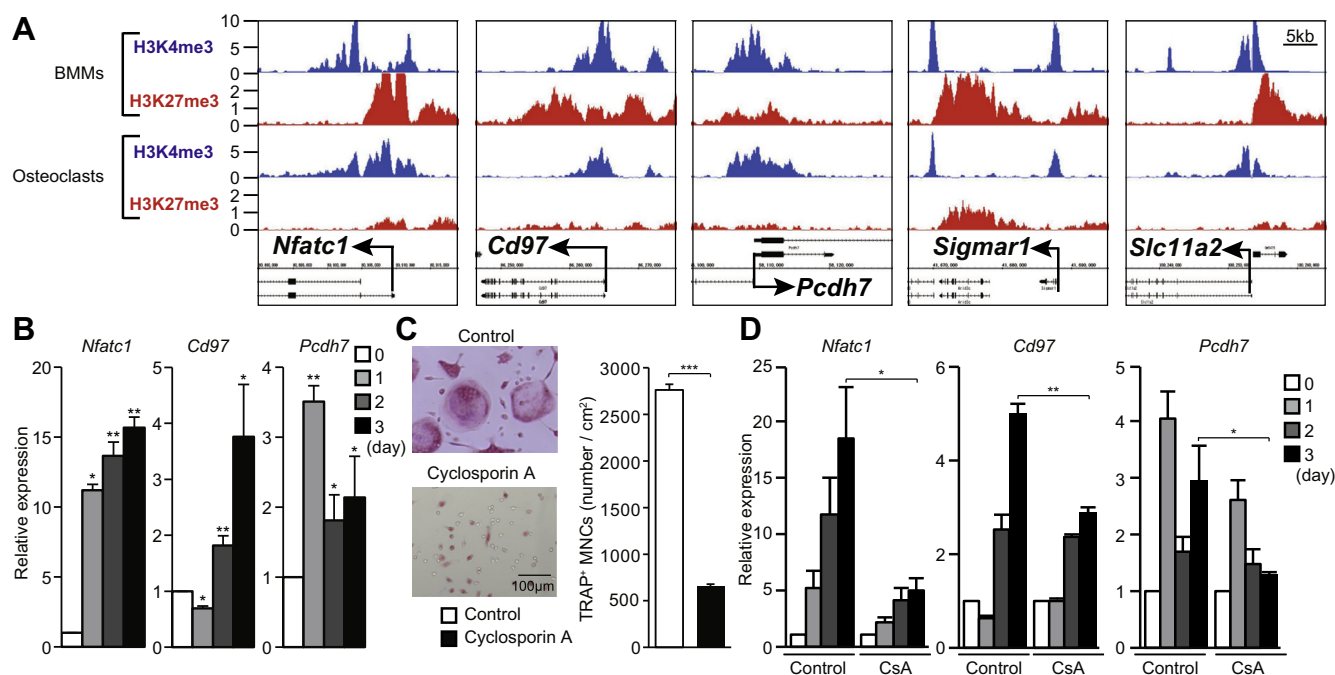 A
BMMs
H3K4me3
H3K27me3
Osteoclasts
H3K4me3
H3K27me3
10
5
0
2
1
0
5
0
2
1
0
5kb
Nfatc1
Cd97
Pcdh7
Sigmar1
Slc11a2
B
Nfatc1
Cd97
Pcdh7
Relative expression
20
15
10
5
0
5
4
3
2
1
0
4
3
2
1
0
* ** **
* ** *
** * *
0
1
2
3
(day)
C
Control
Cyclosporin A
100μm
Control
Cyclosporin A
TRAP+ MNCs (number / cm2)
3000
2500
2000
1500
1000
500
0
***
D
Nfatc1
Cd97
Pcdh7
Relative expression
25
20
15
10
5
0
6
4
2
0
5
4
3
2
1
0
*
**
*
0
1
2
3
(day)
Control CsA
Control CsA
Control CsA